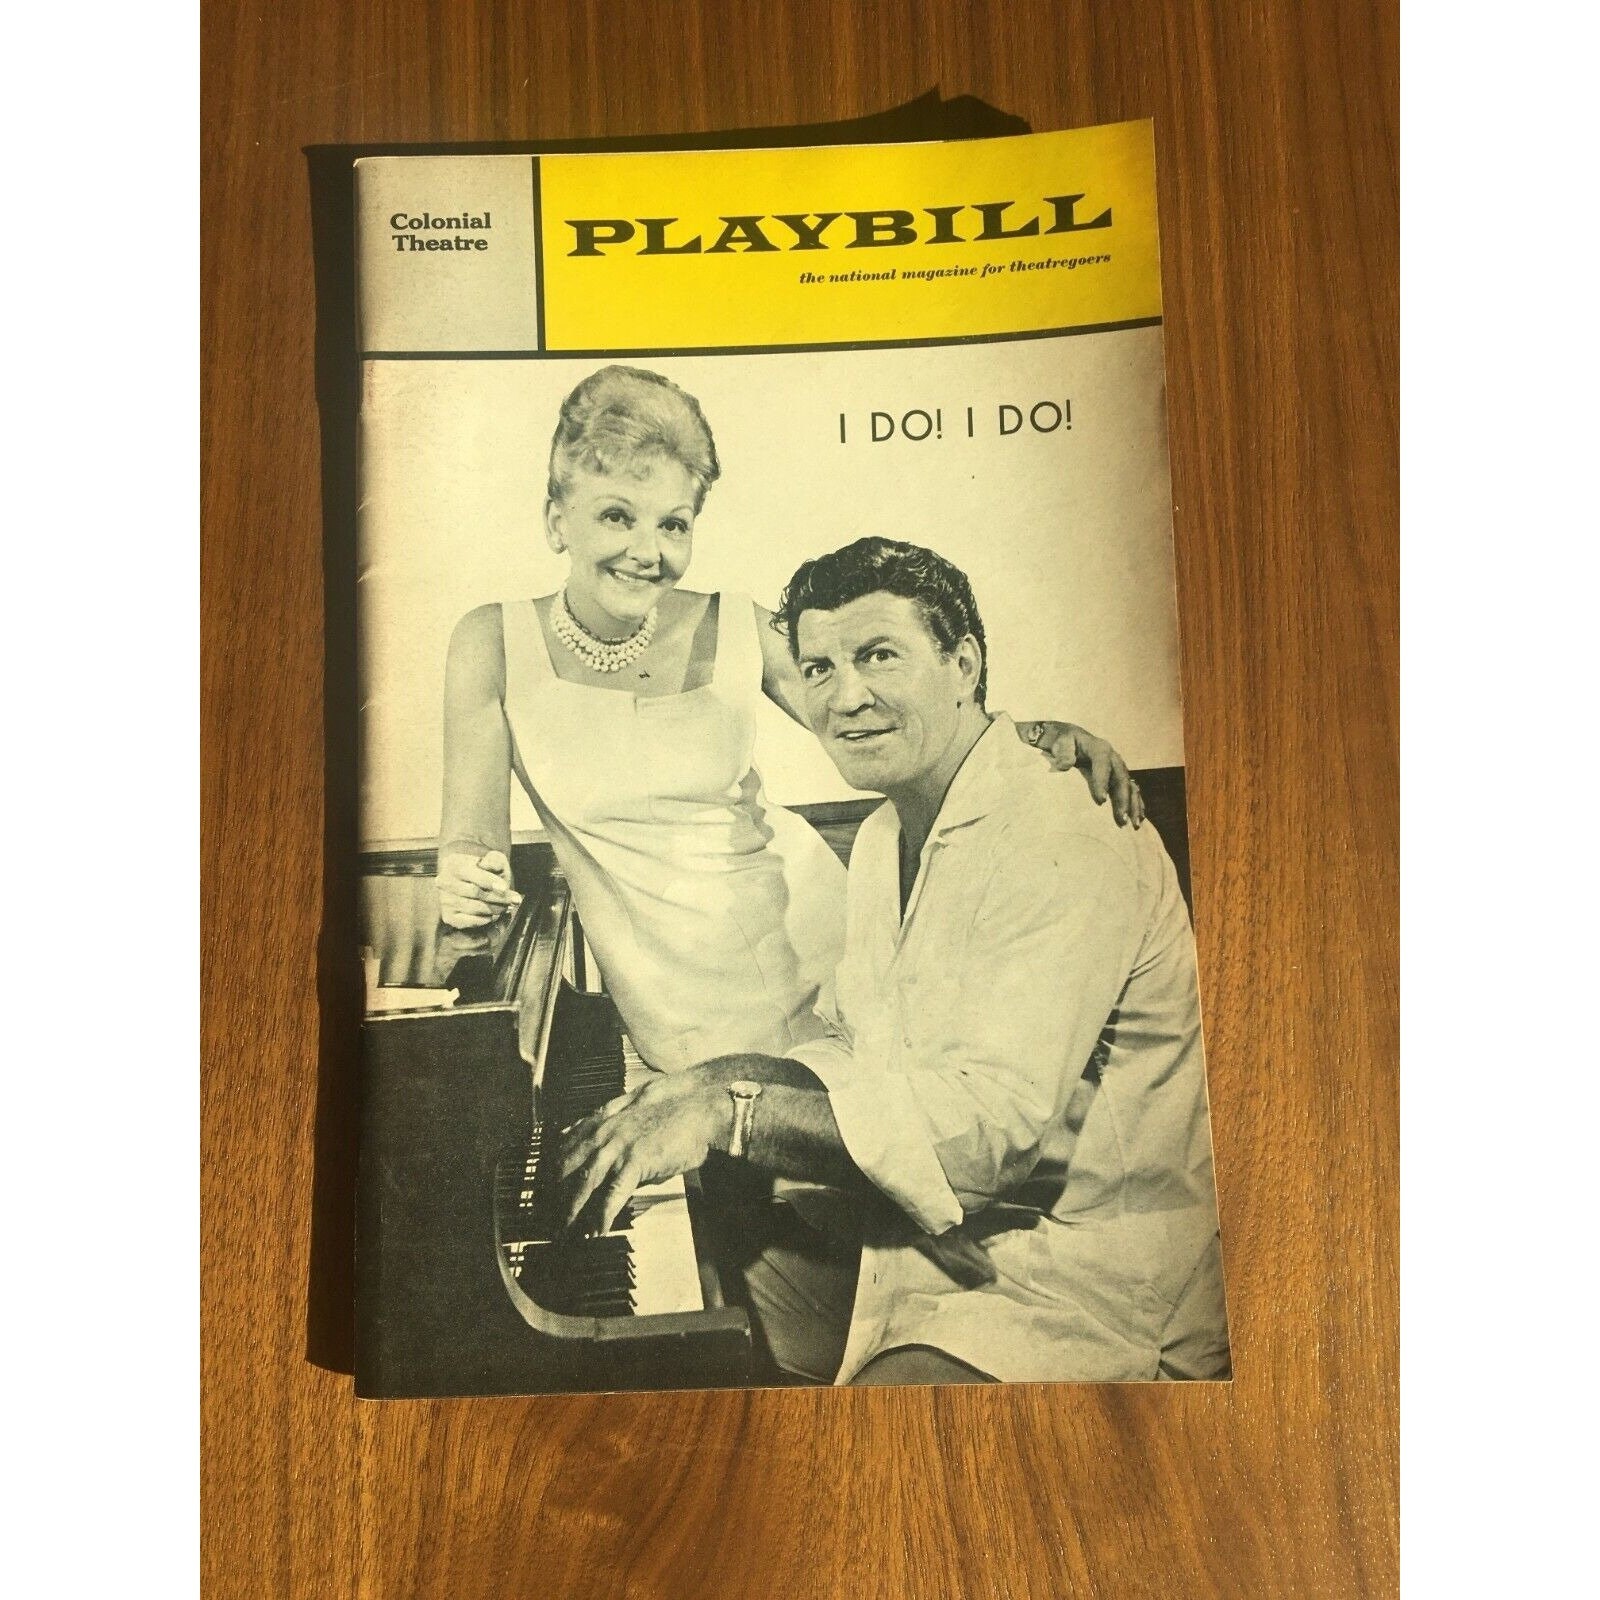 Colonial
Theatre
PLAYBILL
the national magazine for theatregoers
I DO! I DO!